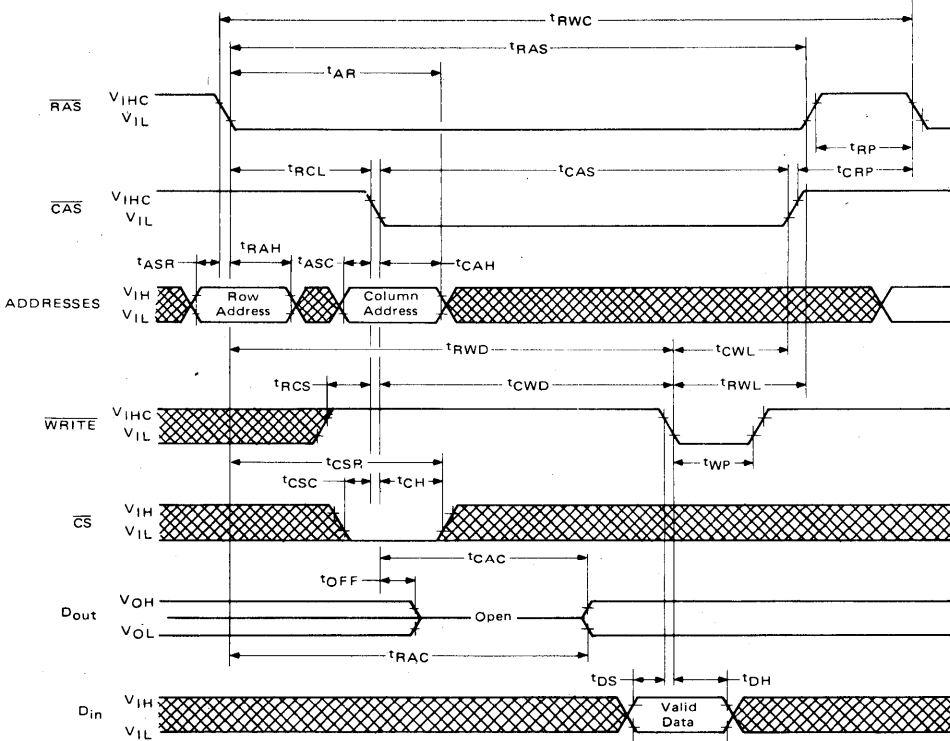 tRWC
tRAS
tAR
RAS
VIHC
VIL
tRP
tRCL
tCAS
tCRP
CAS
VIHC
VIL
tASR
tRAH
tASC
tCAH
ADDRESSES
VIH
VIL
Row
Address
Column
Address
tRWD
tCWL
tRCS
tCWD
tRWL
WRITE
VIHC
VIL
tCSR
tWP
tCSC
tCH
CS
VIH
VIL
tCAC
tOFF
Dout
VOH
VOL
Open
tRAC
tDS
tDH
Din
VIH
VIL
Valid
Data